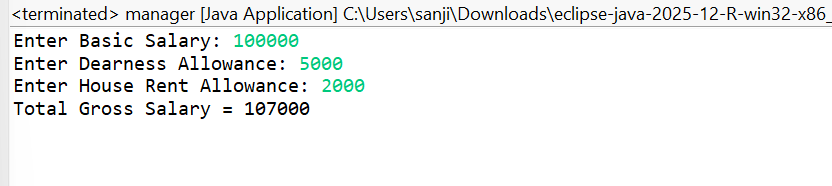 <terminated> manager [Java Application] C:\Users\sanji\Downloads\eclipse-java-2025-12-R-win32-x86_
Enter Basic Salary: 100000
Enter Dearness Allowance: 5000
Enter House Rent Allowance: 2000
Total Gross Salary = 107000